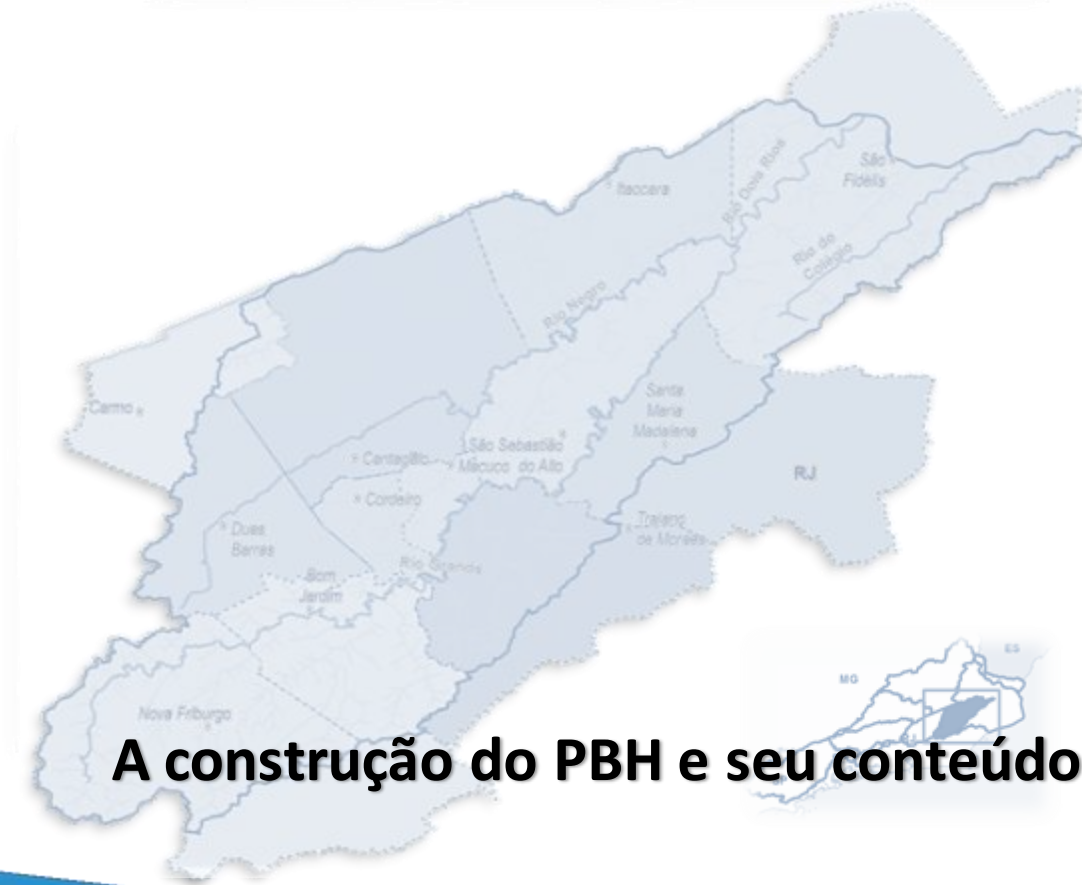 São
Fidélis
Itaocara
Rio Dois Rios
Rio do
Colégio
Rio Negro
Carmo
Santa
Maria
Madalena
São Sebastião
do Alto
Macuco
Cantagalo
RJ
Cordeiro
Trajano
de Moraes
Duas
Barras
Rio Grande
Bom
Jardim
ES
MG
Nova Friburgo
A construção do PBH e seu conteúdo